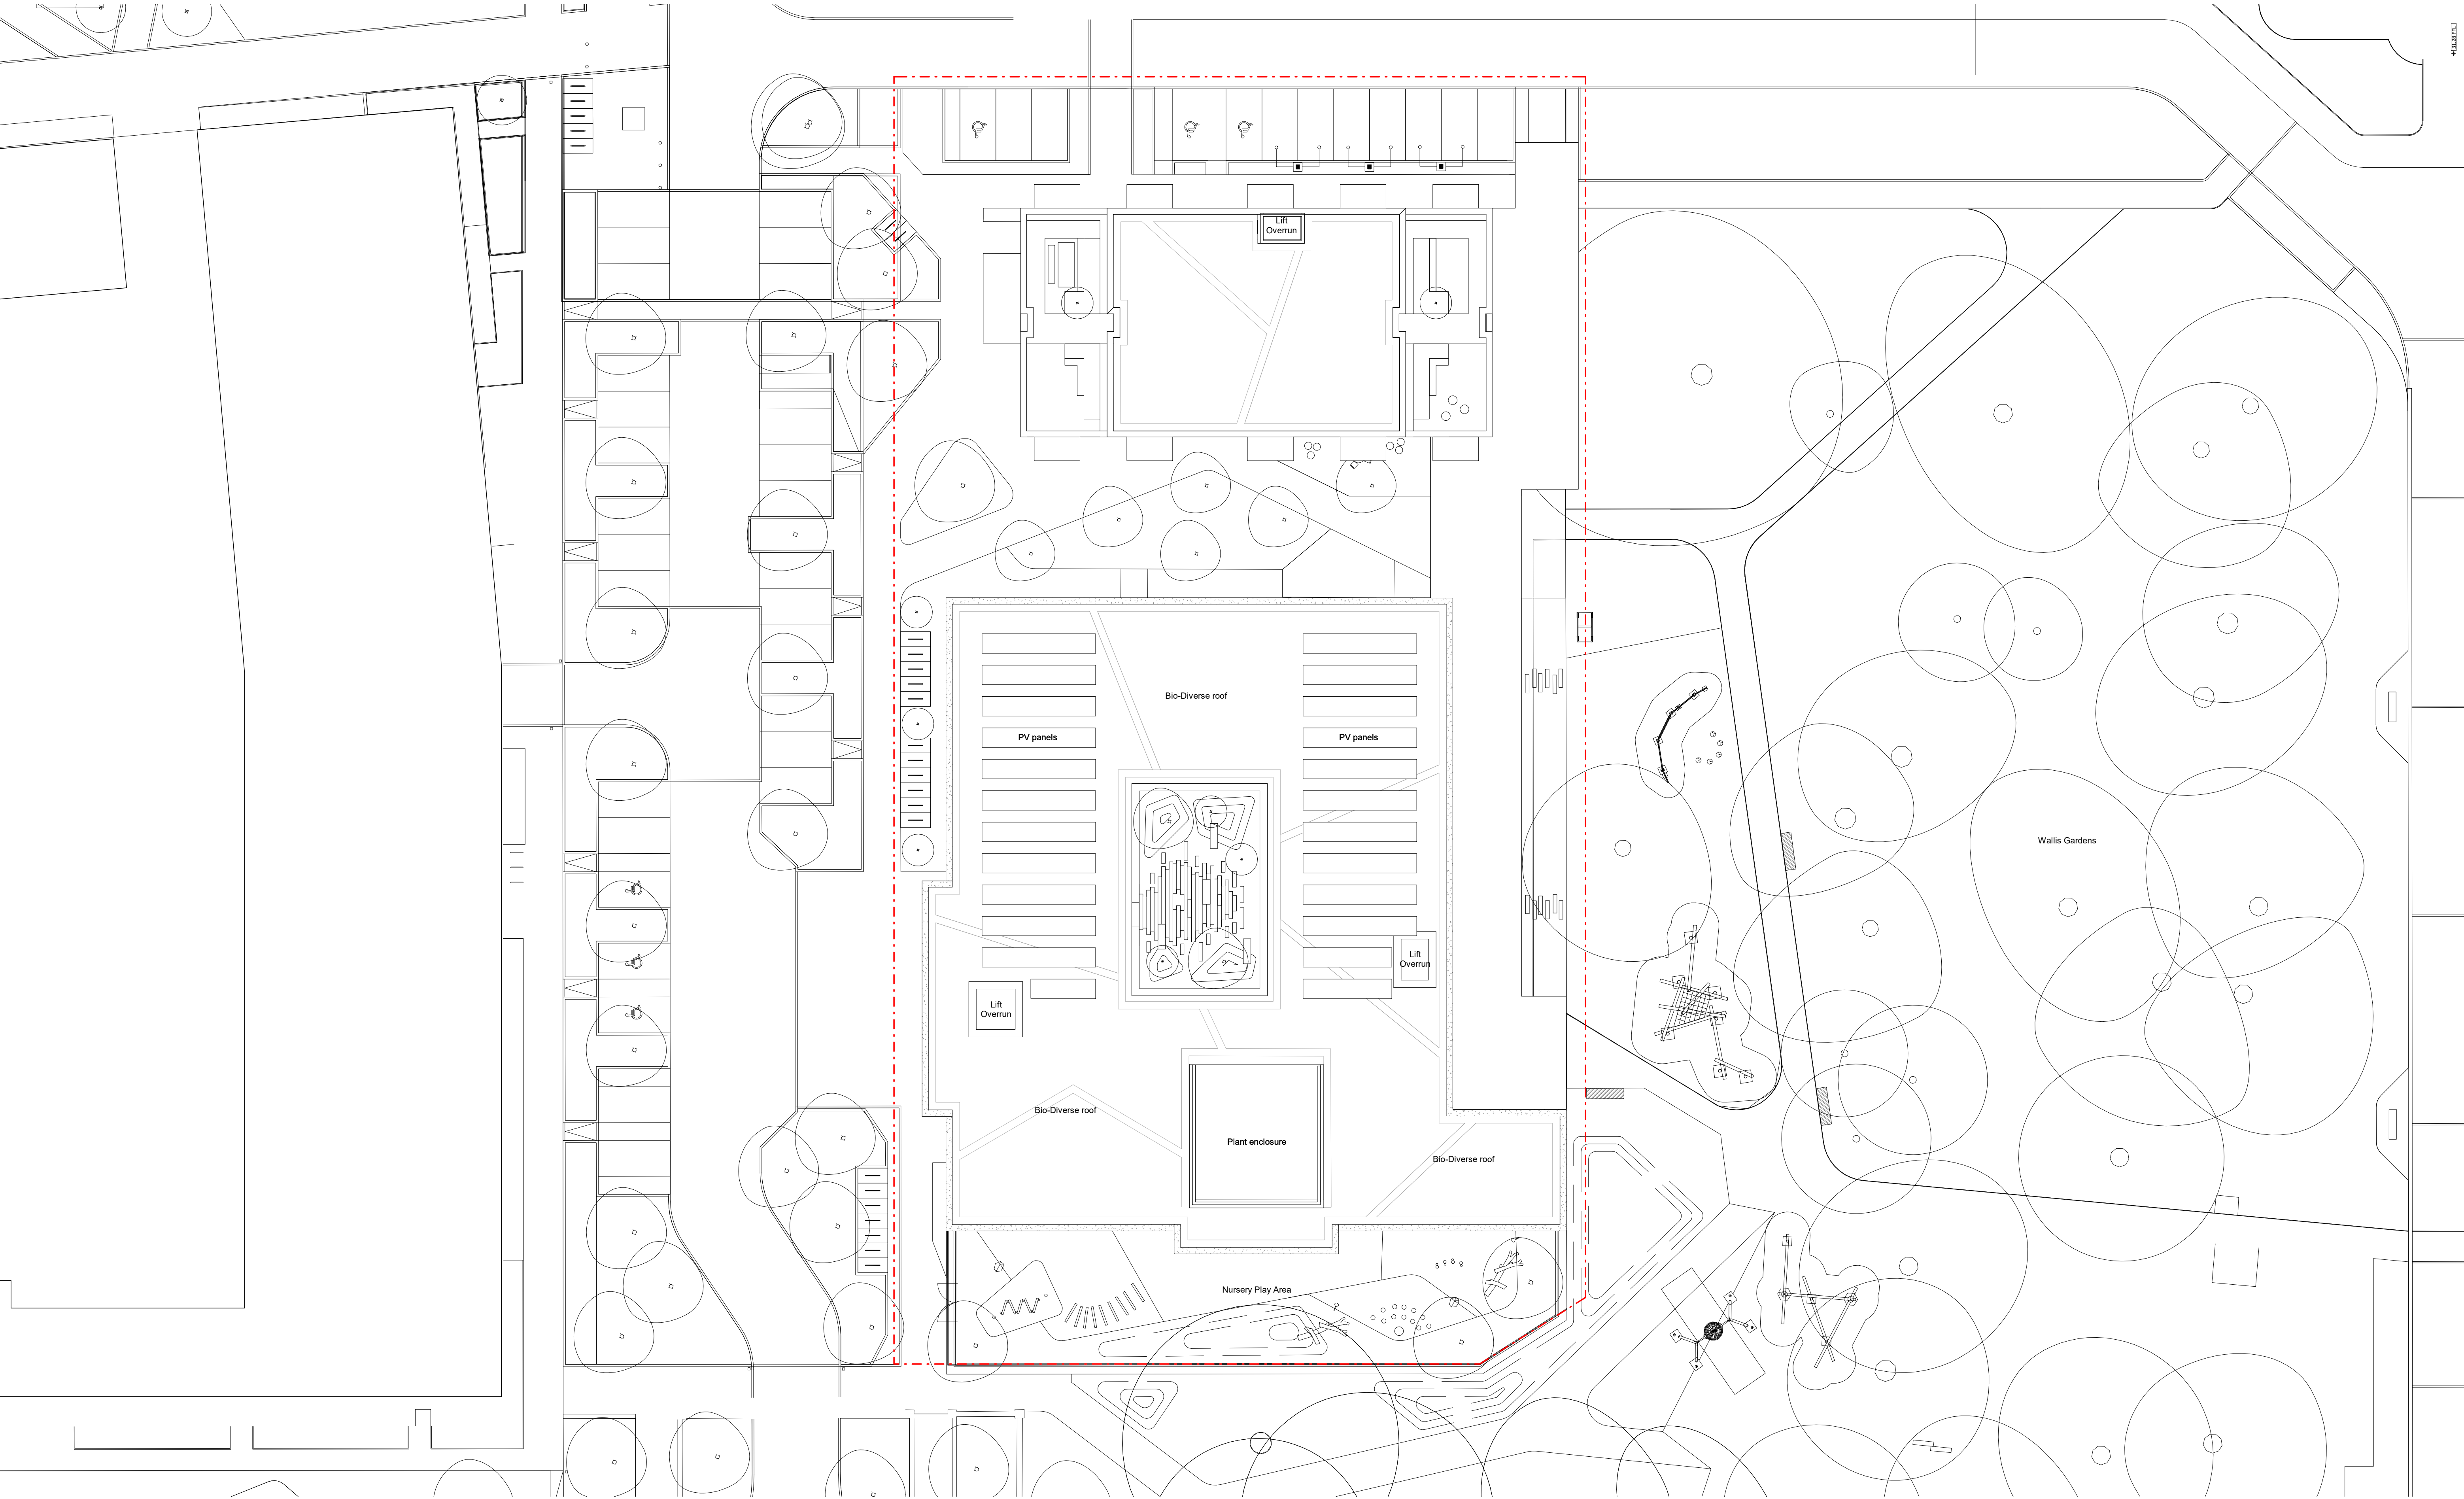 Lift
Overrun
Bio-Diverse roof
PV panels
PV panels
Wallis Gardens
Lift
Overrun
Lift
Overrun
Bio-Diverse roof
Plant enclosure
Bio-Diverse roof
Nursery Play Area